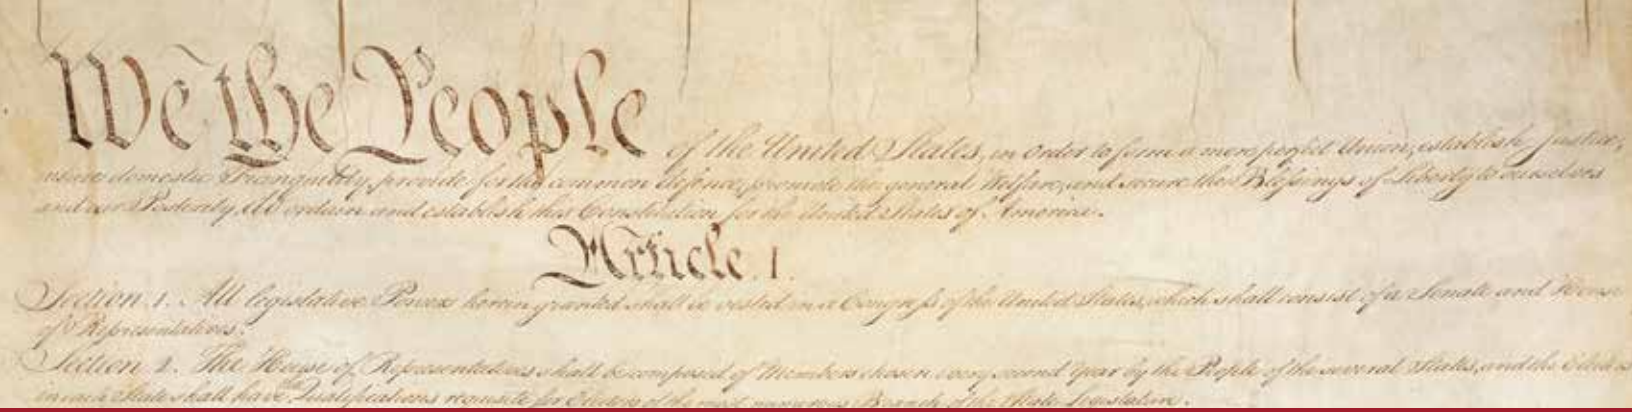 We the People of the United States, in Order to form a more perfect Union, establish Justice,
insure domestic Tranquility, provide for the common defence, promote the general Welfare, and secure the Blessings of Liberty to ourselves
and our Posterity, do ordain and establish this Constitution for the United States of America.
Article. I.
Section. 1. All legislative Powers herein granted shall be vested in a Congress of the United States, which shall consist of a Senate and House
of Representatives.
Section. 2. The House of Representatives shall be composed of Members chosen every second Year by the People of the several States, and the Electors
in each State shall have the Qualifications requisite for Electors of the most numerous Branch of the State Legislature.